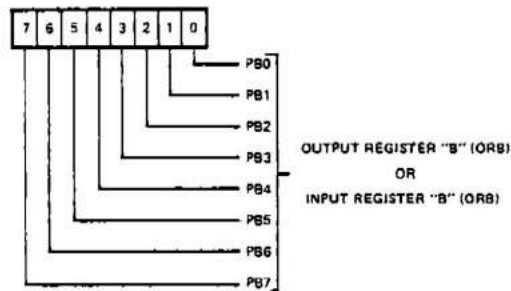 7 6 5 4 3 2 1 0
PB0
PB1
PB2
PB3
OUTPUT REGISTER "B" (ORB)
OR
PB4
INPUT REGISTER "B" (ORB)
PB5
PB6
PB7